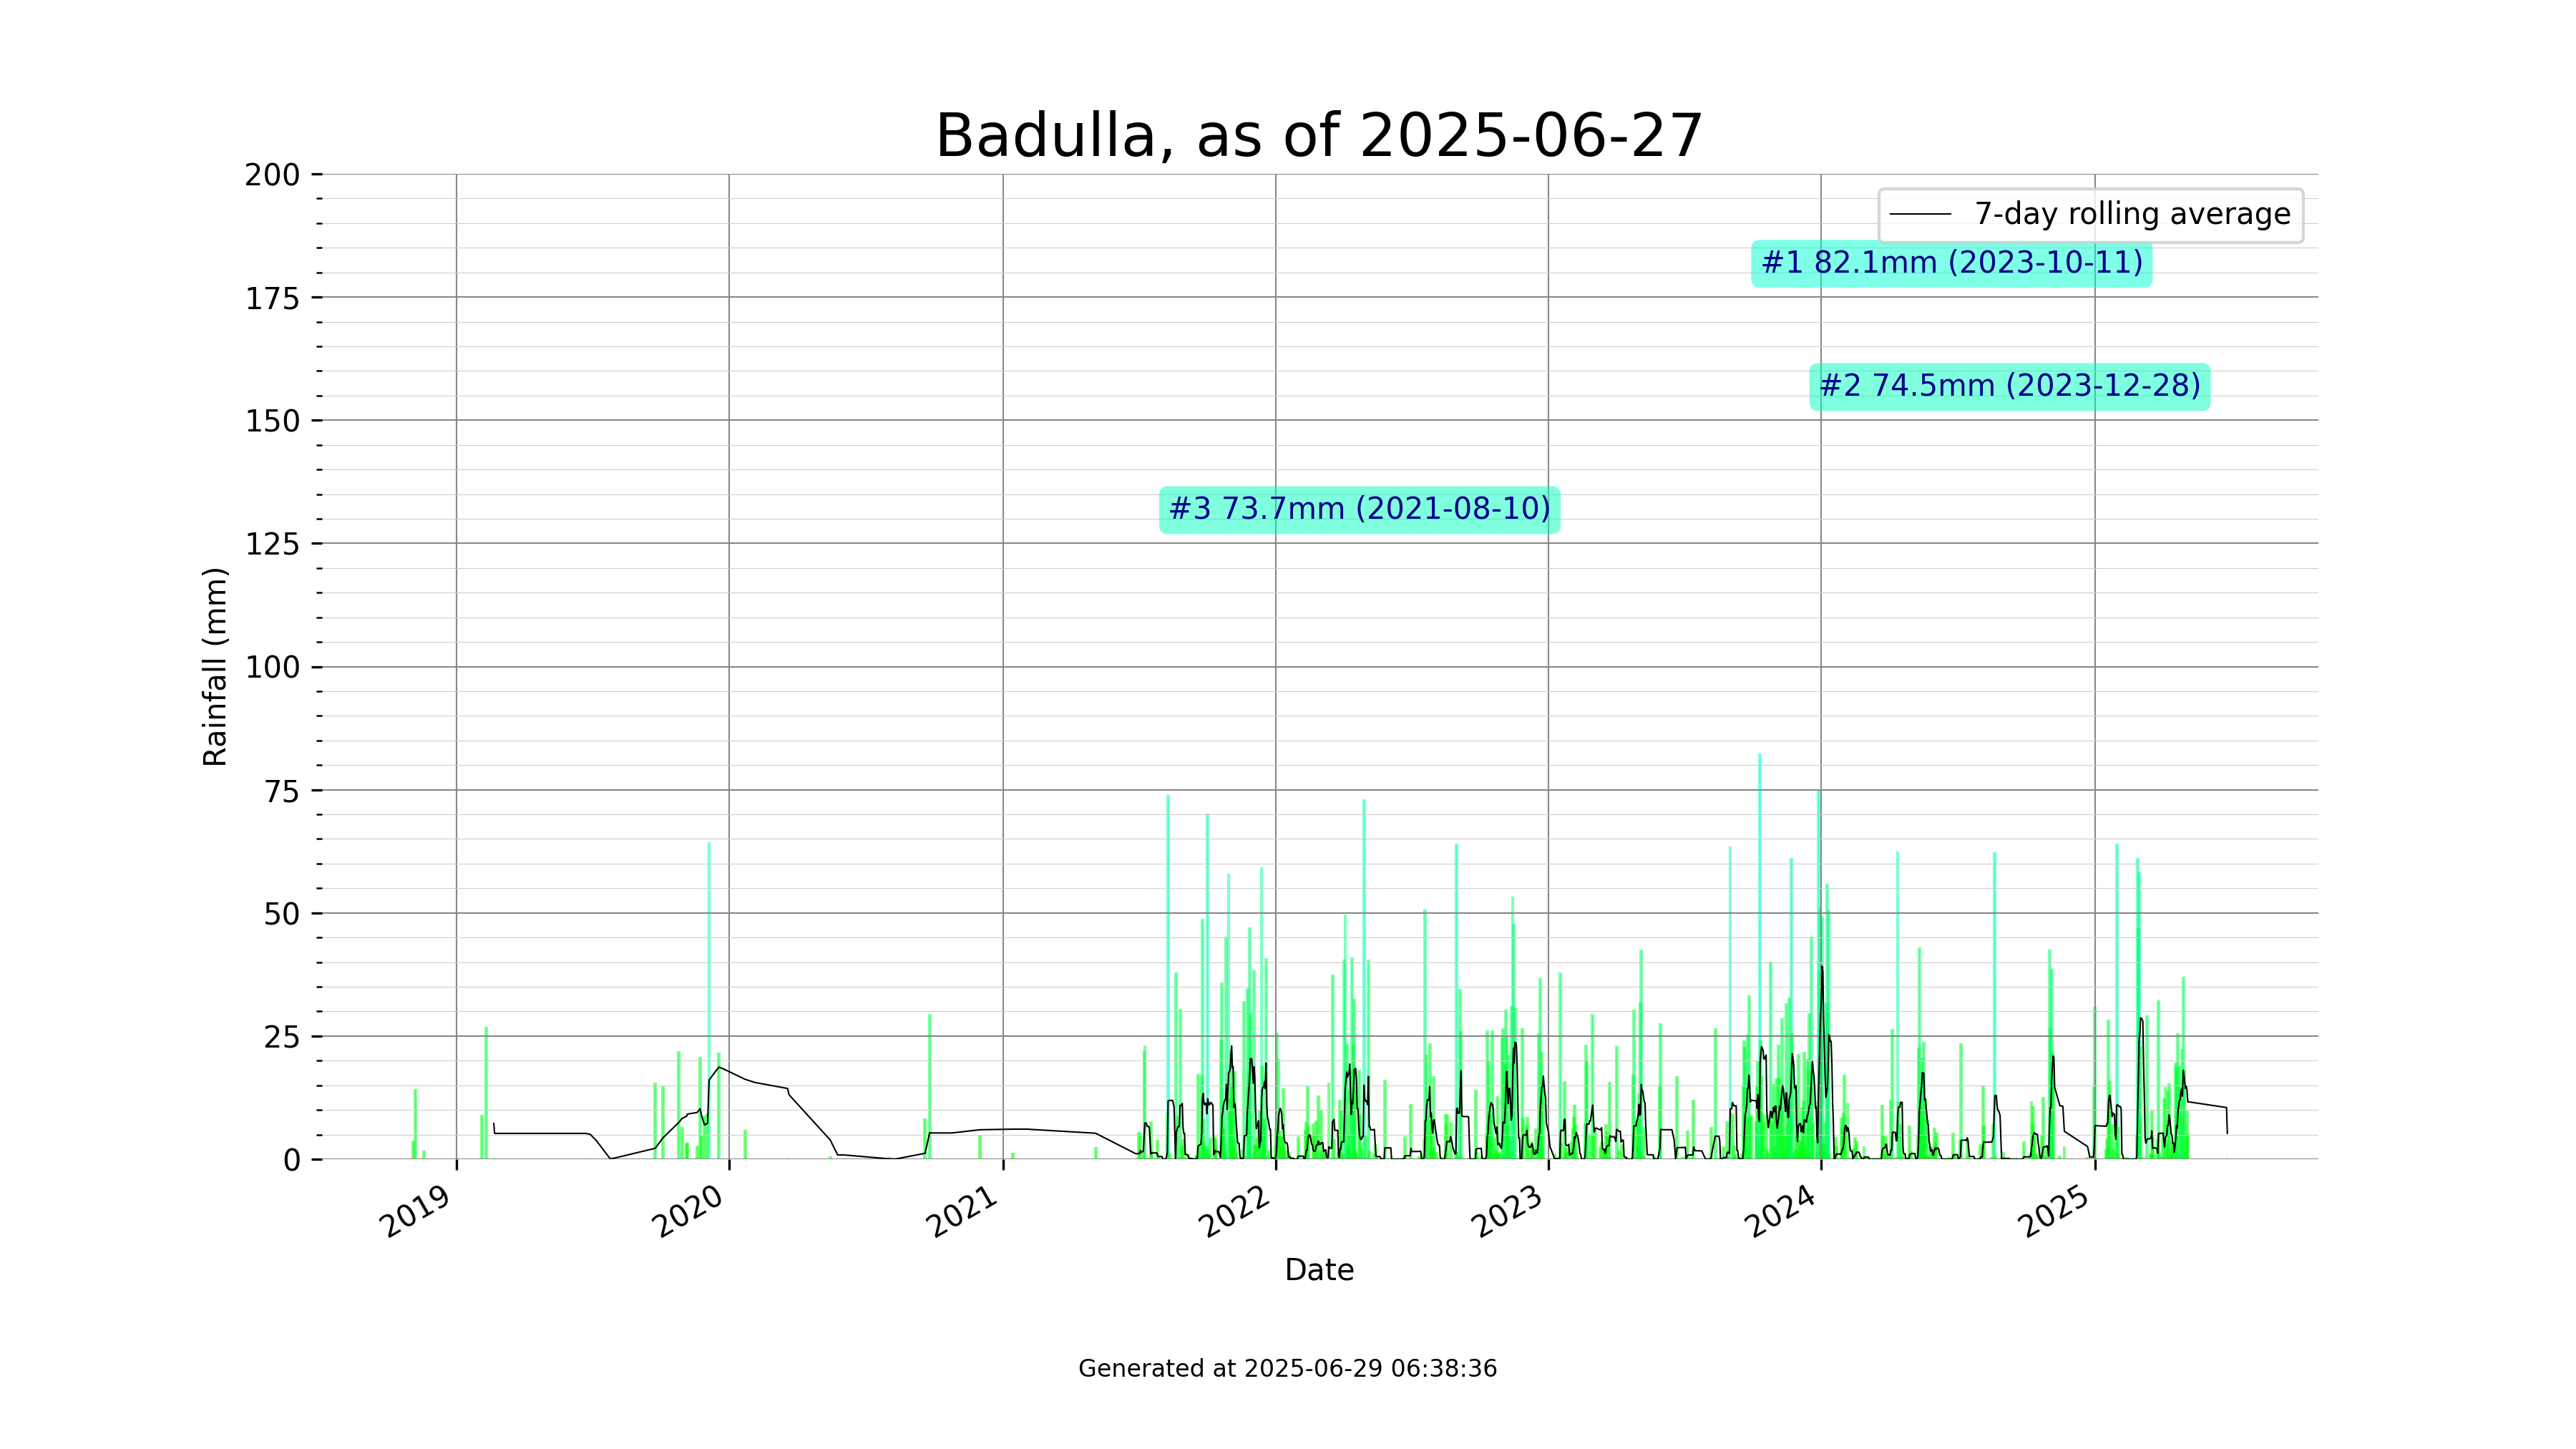 Badulla, as of 2025-06-27
7-day rolling average
#1 82.1mm (2023-10-11)
#2 74.5mm (2023-12-28)
#3 73.7mm (2021-08-10)
Rainfall (mm)
200
175
150
125
100
75
50
25
0
2019
2020
2021
2022
2023
2024
2025
Date
Generated at 2025-06-29 06:38:36